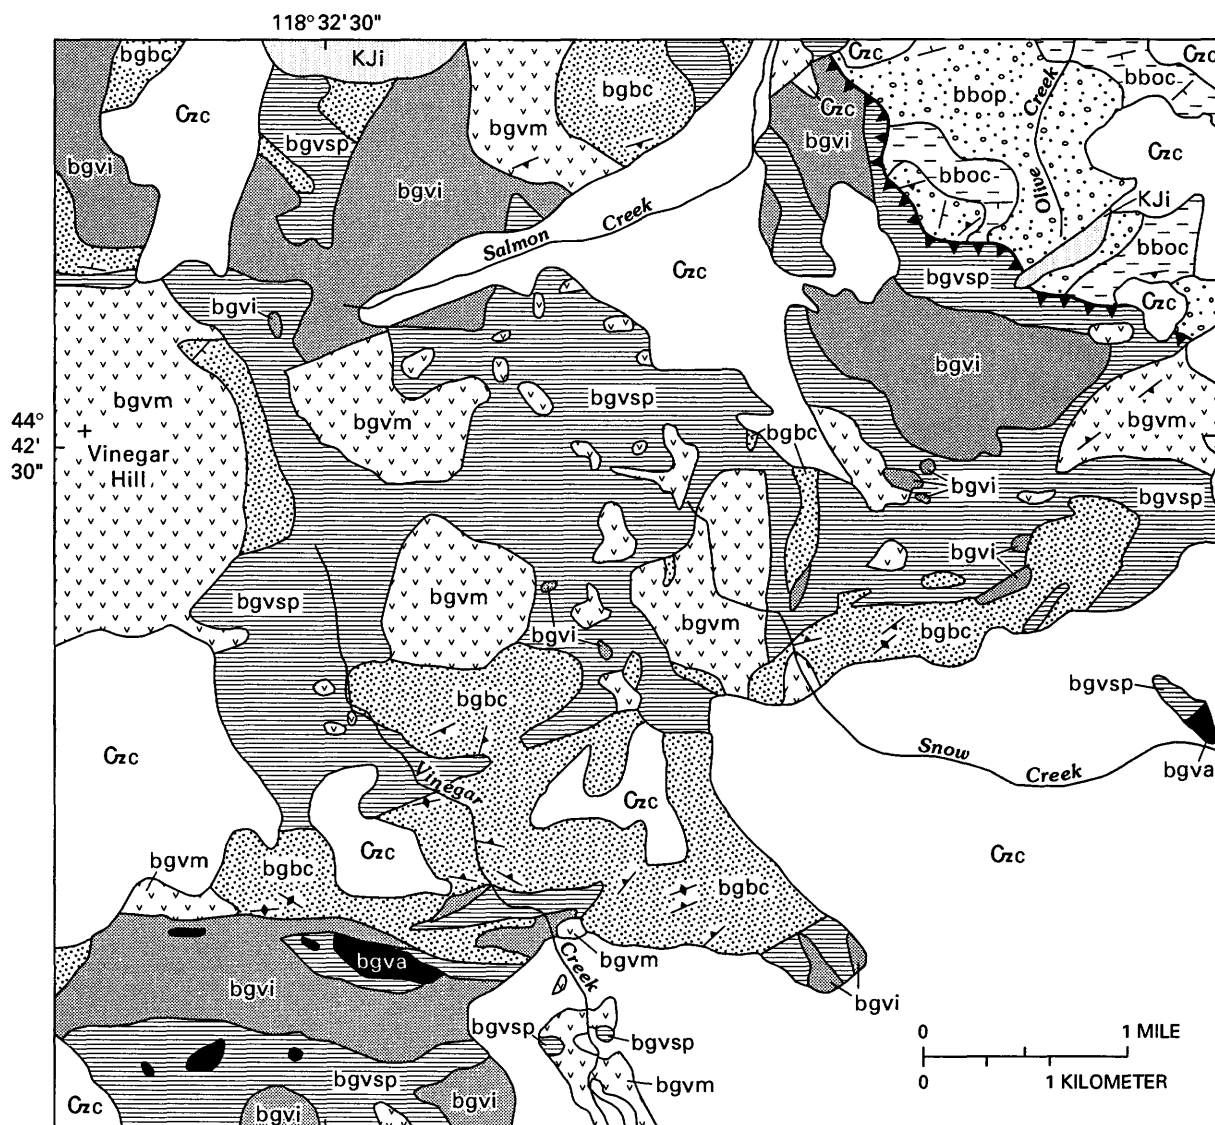 118° 32' 30"
bgbc
KJi
Czc
Czc
bgbc
Czc
bboc
bbop
Creek
bgvm
Czc
bgvsp
bgvi
Czc
bgvi
bgvi
bboc
Olive
KJi
Creek
Salmon
bboc
Czc
bgvsp
bgvi
Czc
bgvi
bgvsp
bgvm
44°
42'
30"
bgvm
bgvm
bgbc
Vinegar
Hill
bgvi
bgvsp
bgvi
bgvm
bgvsp
bgvm
bgvi
bgbc
bgvsp
bgbc
Snow
Creek
bgva
Czc
Vinegar
Czc
Czc
Czc
bgvm
bgbc
bgbc
bgva
Creek
bgvm
bgvi
bgvi
bgvsp
bgvsp
0 1 MILE
0 1 KILOMETER
bgvsp
bgvm
Czc
bgvi
bgvi